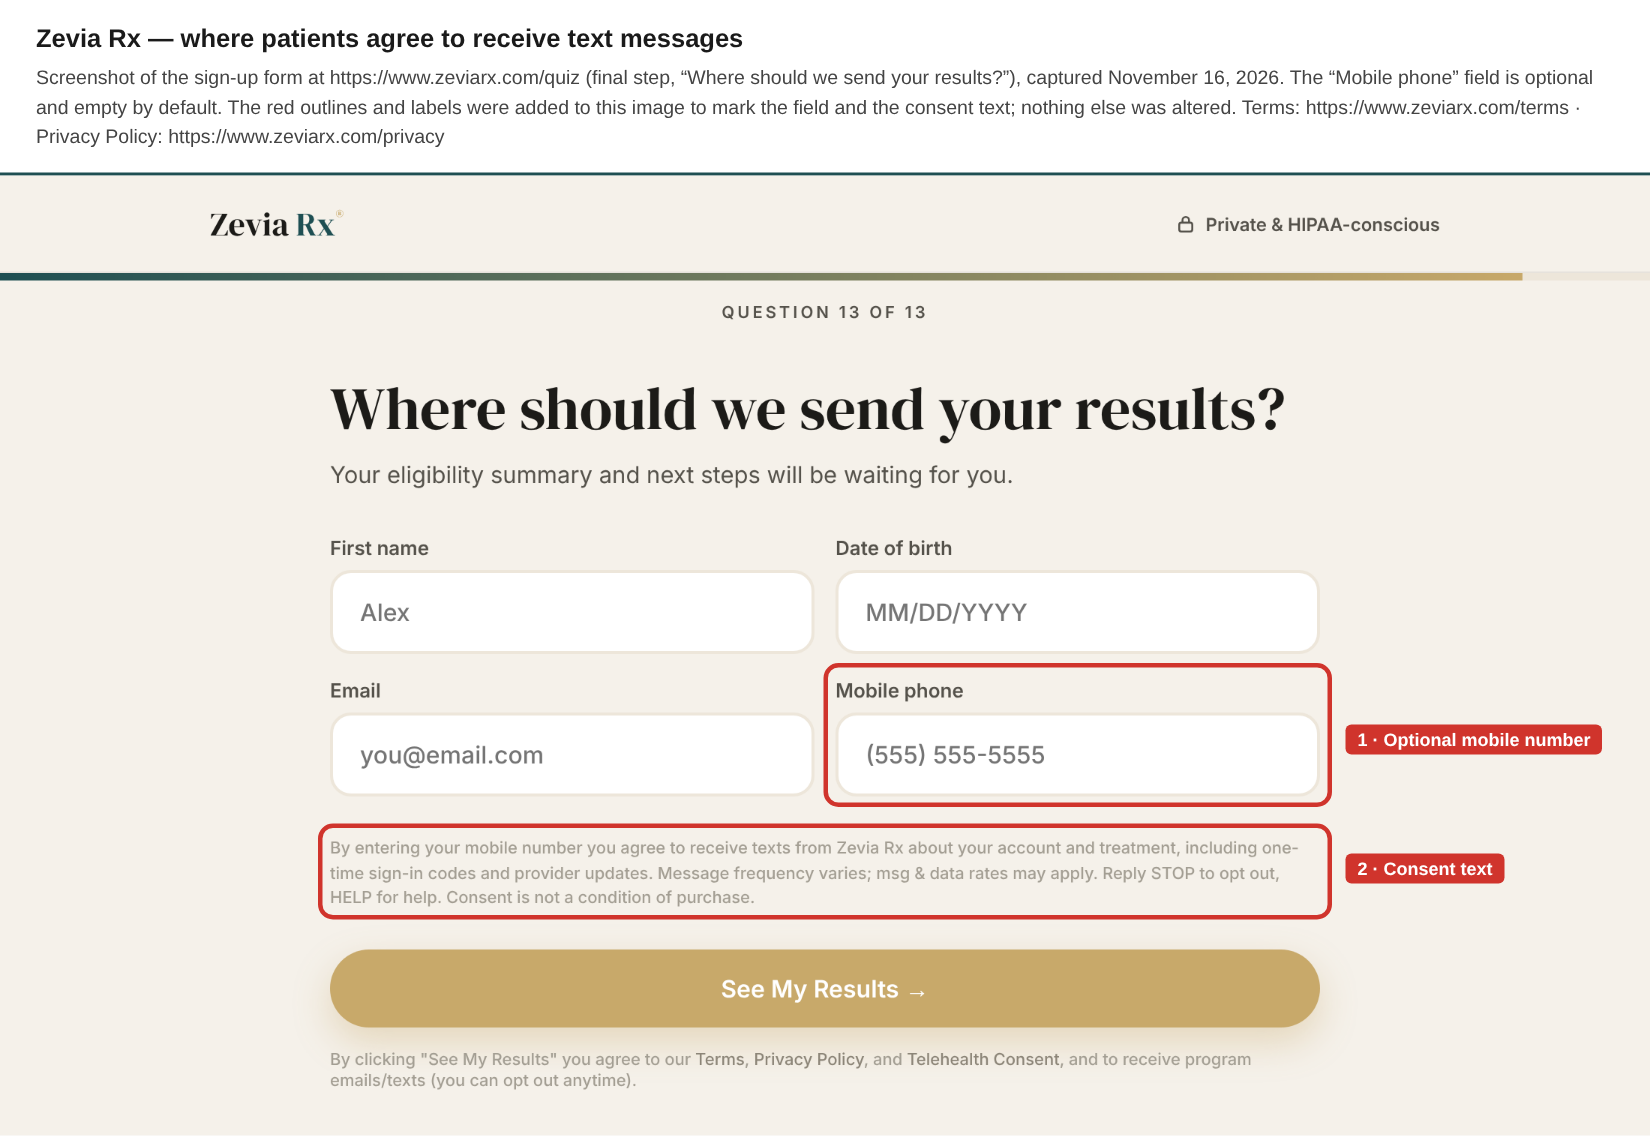 Zevia Rx — where patients agree to receive text messages
Screenshot of the sign-up form at https://www.zeviarx.com/quiz (final step, “Where should we send your results?”), captured November 16, 2026. The “Mobile phone” field is optional
and empty by default. The red outlines and labels were added to this image to mark the field and the consent text; nothing else was altered. Terms: https://www.zeviarx.com/terms ·
Privacy Policy: https://www.zeviarx.com/privacy
Zevia Rx®
Private & HIPAA-conscious
QUESTION 13 OF 13
Where should we send your results?
Your eligibility summary and next steps will be waiting for you.
First name
Date of birth
Alex
MM/DD/YYYY
Email
Mobile phone
you@email.com
(555) 555-5555
1 · Optional mobile number
By entering your mobile number you agree to receive texts from Zevia Rx about your account and treatment, including one-
time sign-in codes and provider updates. Message frequency varies; msg & data rates may apply. Reply STOP to opt out,
HELP for help. Consent is not a condition of purchase.
2 · Consent text
See My Results →
By clicking "See My Results" you agree to our Terms, Privacy Policy, and Telehealth Consent, and to receive program
emails/texts (you can opt out anytime).